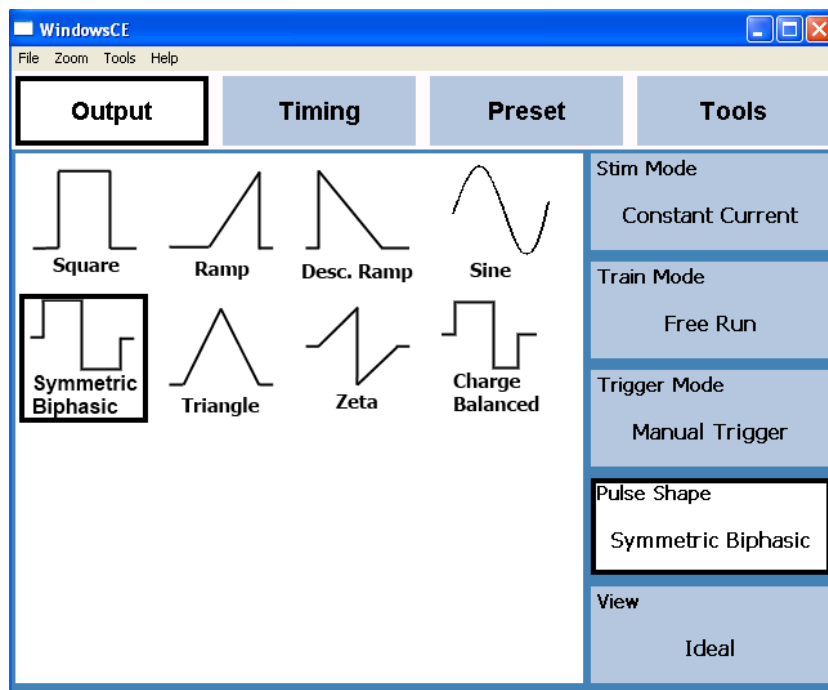 WindowsCE
File Zoom Tools Help
Output Timing Preset Tools
Square
Ramp
Desc. Ramp
Sine
Symmetric
Biphasic
Triangle
Zeta
Charge
Balanced
Stim Mode
Constant Current
Train Mode
Free Run
Trigger Mode
Manual Trigger
Pulse Shape
Symmetric Biphasic
View
Ideal